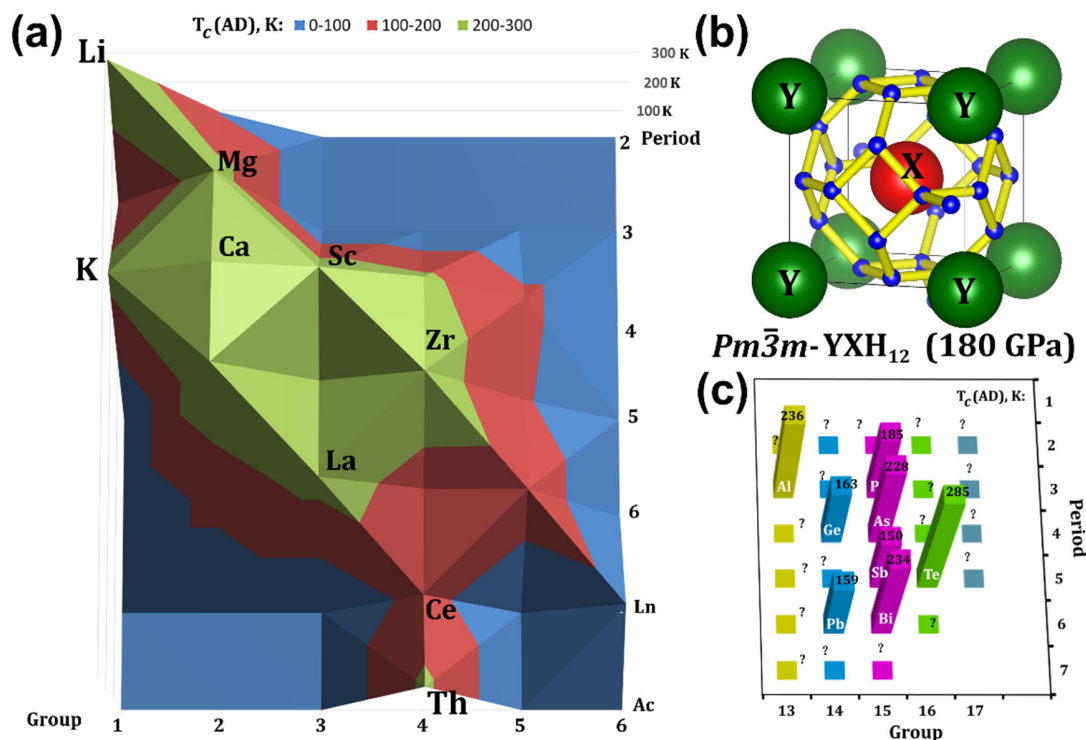 (a)
T_c(AD), K: 0-100 100-200 200-300
Li
300 K
200 K
100 K
2 Period
Mg
3
Ca
Sc
K
4
Zr
5
La
6
Ce
Ln
Th
Ac
Group 1 2 3 4 5 6
(b)
Y Y
X
Y Y
Pm3̄m-YXH₁₂ (180 GPa)
(c)
T_c(AD), K:
1
236
? ? ? 185 ? ?
2
228
Al ? 163 P ? 285 ?
3
? Ge As 150 ? ?
4
234
? ? 159 Sb Te ?
5
? Pb Bi ?
6
? ? ?
7
Period
13 14 15 16 17
Group